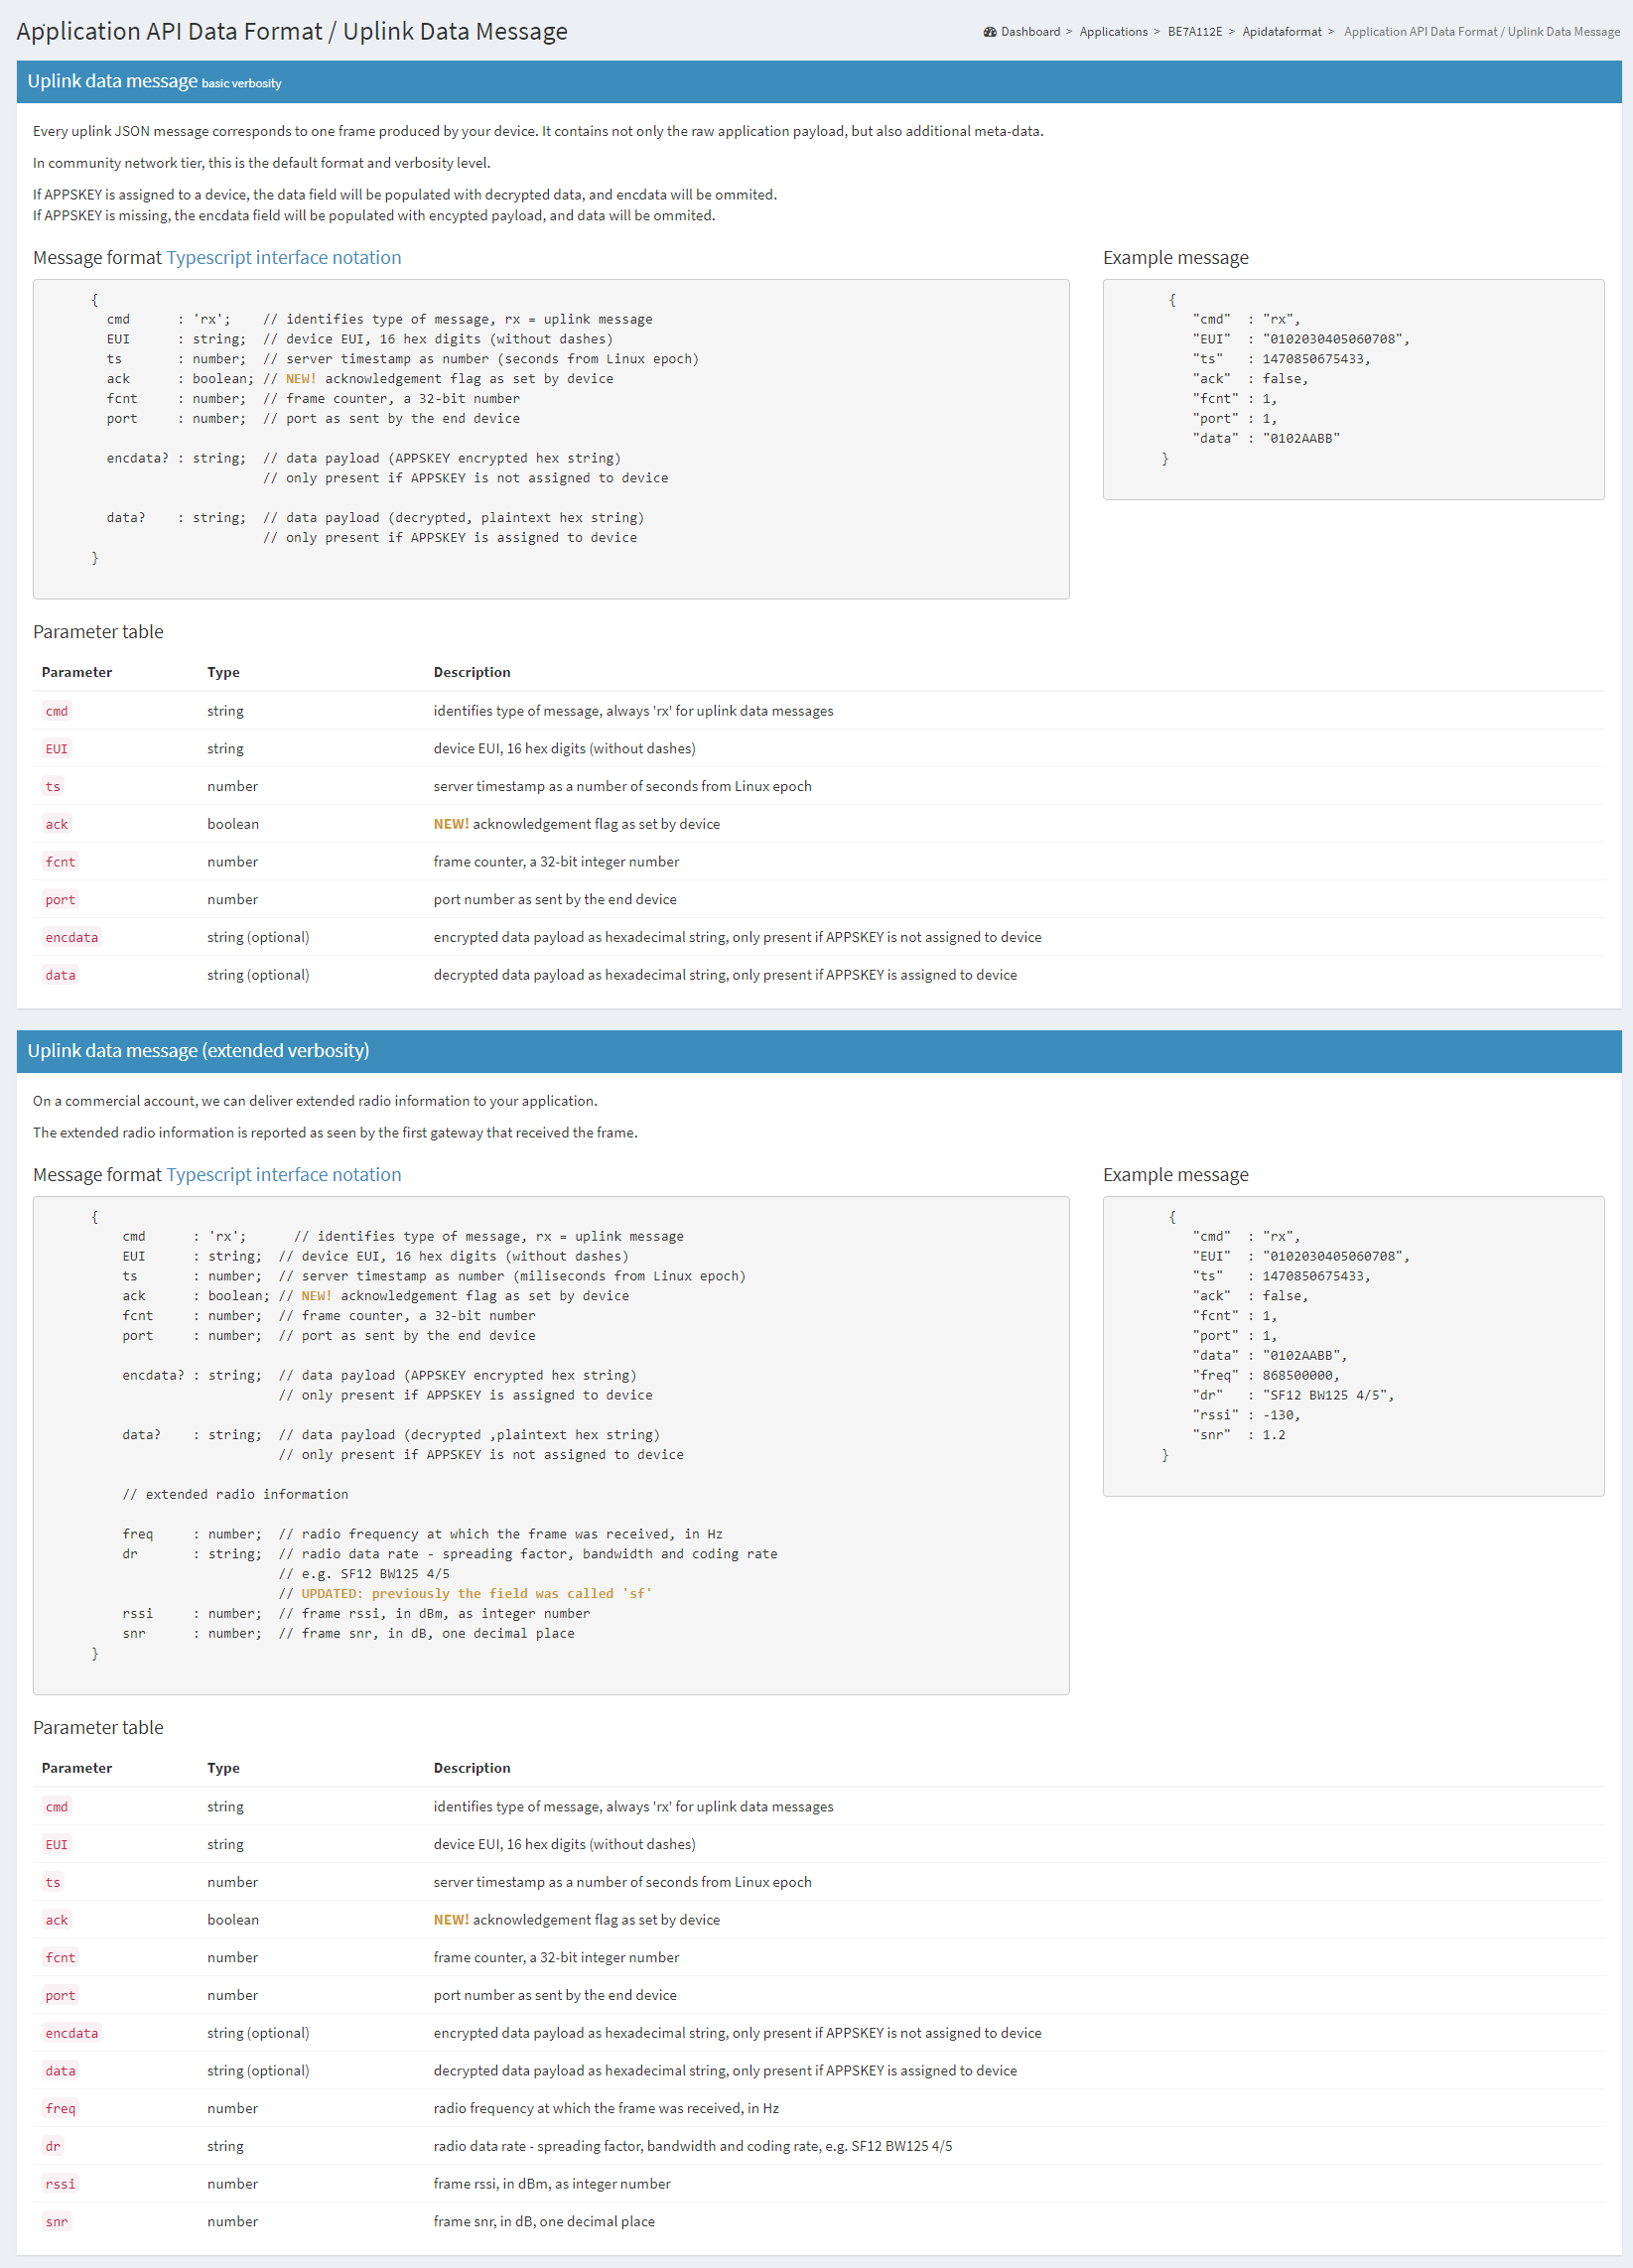 Application API Data Format / Uplink Data Message
Dashboard > Applications > BE7A112E > Apidataformat > Application API Data Format / Uplink Data Message
Uplink data message basic verbosity
Every uplink JSON message corresponds to one frame produced by your device. It contains not only the raw application payload, but also additional meta-data.
In community network tier, this is the default format and verbosity level.
If APPSKEY is assigned to a device, the data field will be populated with decrypted data, and encdata will be ommited.
If APPSKEY is missing, the encdata field will be populated with encypted payload, and data will be ommited.
Message format Typescript interface notation
{
cmd : 'rx'; // identifies type of message, rx = uplink message
EUI : string; // device EUI, 16 hex digits (without dashes)
ts : number; // server timestamp as number (seconds from Linux epoch)
ack : boolean; // NEW! acknowledgement flag as set by device
fcnt : number; // frame counter, a 32-bit number
port : number; // port as sent by the end device
encdata? : string; // data payload (APPSKEY encrypted hex string)
// only present if APPSKEY is not assigned to device
data? : string; // data payload (decrypted, plaintext hex string)
// only present if APPSKEY is assigned to device
}
Example message
{
"cmd" : "rx",
"EUI" : "0102030405060708",
"ts" : 1470850675433,
"ack" : false,
"fcnt" : 1,
"port" : 1,
"data" : "0102AABB"
}
Parameter table
Parameter Type Description
cmd string identifies type of message, always 'rx' for uplink data messages
EUI string device EUI, 16 hex digits (without dashes)
ts number server timestamp as a number of seconds from Linux epoch
ack boolean NEW! acknowledgement flag as set by device
fcnt number frame counter, a 32-bit integer number
port number port number as sent by the end device
encdata string (optional) encrypted data payload as hexadecimal string, only present if APPSKEY is not assigned to device
data string (optional) decrypted data payload as hexadecimal string, only present if APPSKEY is assigned to device
Uplink data message (extended verbosity)
On a commercial account, we can deliver extended radio information to your application.
The extended radio information is reported as seen by the first gateway that received the frame.
Message format Typescript interface notation
{
cmd : 'rx'; // identifies type of message, rx = uplink message
EUI : string; // device EUI, 16 hex digits (without dashes)
ts : number; // server timestamp as number (miliseconds from Linux epoch)
ack : boolean; // NEW! acknowledgement flag as set by device
fcnt : number; // frame counter, a 32-bit number
port : number; // port as sent by the end device
encdata? : string; // data payload (APPSKEY encrypted hex string)
// only present if APPSKEY is assigned to device
data? : string; // data payload (decrypted ,plaintext hex string)
// only present if APPSKEY is not assigned to device
// extended radio information
freq : number; // radio frequency at which the frame was received, in Hz
dr : string; // radio data rate - spreading factor, bandwidth and coding rate
// e.g. SF12 BW125 4/5
// UPDATED: previously the field was called 'sf'
rssi : number; // frame rssi, in dBm, as integer number
snr : number; // frame snr, in dB, one decimal place
}
Example message
{
"cmd" : "rx",
"EUI" : "0102030405060708",
"ts" : 1470850675433,
"ack" : false,
"fcnt" : 1,
"port" : 1,
"data" : "0102AABB",
"freq" : 868500000,
"dr" : "SF12 BW125 4/5",
"rssi" : -130,
"snr" : 1.2
}
Parameter table
Parameter Type Description
cmd string identifies type of message, always 'rx' for uplink data messages
EUI string device EUI, 16 hex digits (without dashes)
ts number server timestamp as a number of seconds from Linux epoch
ack boolean NEW! acknowledgement flag as set by device
fcnt number frame counter, a 32-bit integer number
port number port number as sent by the end device
encdata string (optional) encrypted data payload as hexadecimal string, only present if APPSKEY is not assigned to device
data string (optional) decrypted data payload as hexadecimal string, only present if APPSKEY is assigned to device
freq number radio frequency at which the frame was received, in Hz
dr string radio data rate - spreading factor, bandwidth and coding rate, e.g. SF12 BW125 4/5
rssi number frame rssi, in dBm, as integer number
snr number frame snr, in dB, one decimal place